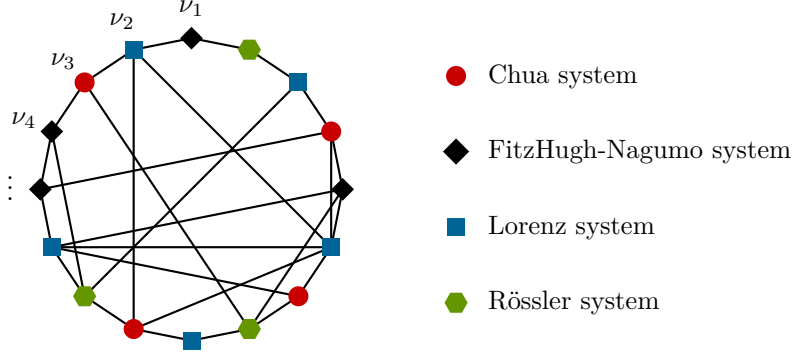 ν₁
ν₂
ν₃
ν₄
⋮
Chua system
FitzHugh-Nagumo system
Lorenz system
Rössler system